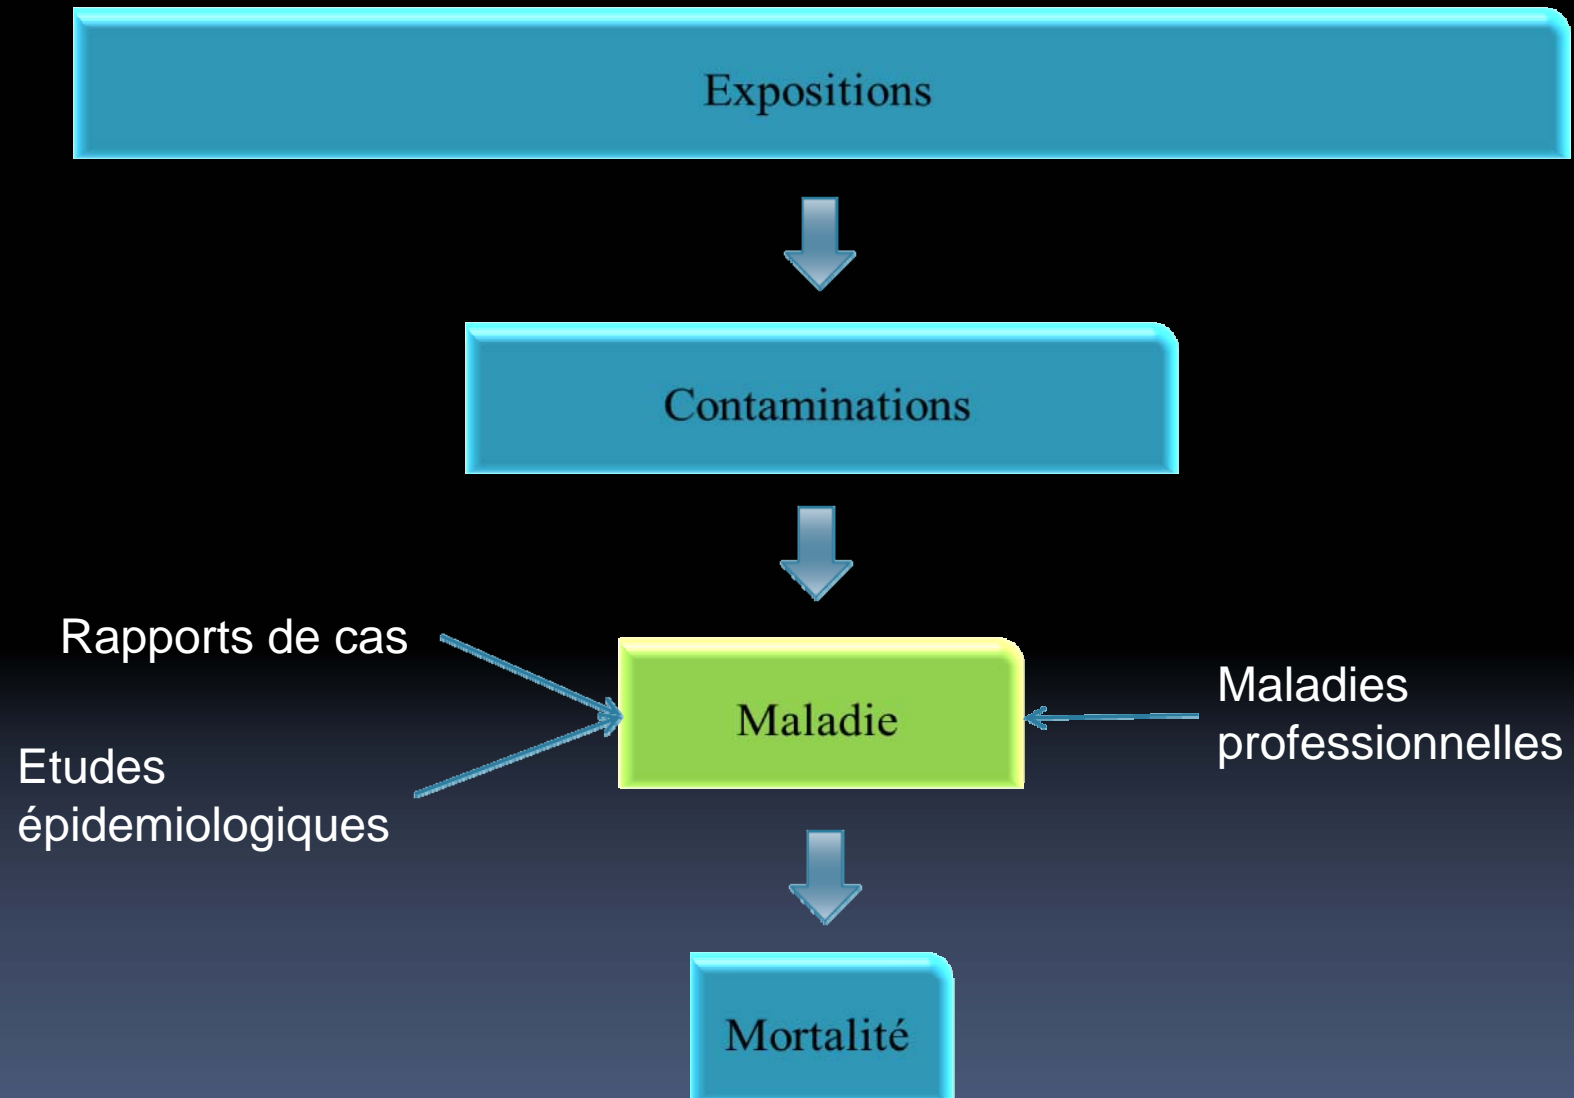 Expositions
Contaminations
Rapports de cas
Maladie
Maladies
professionnelles
Etudes
épidemiologiques
Mortalité